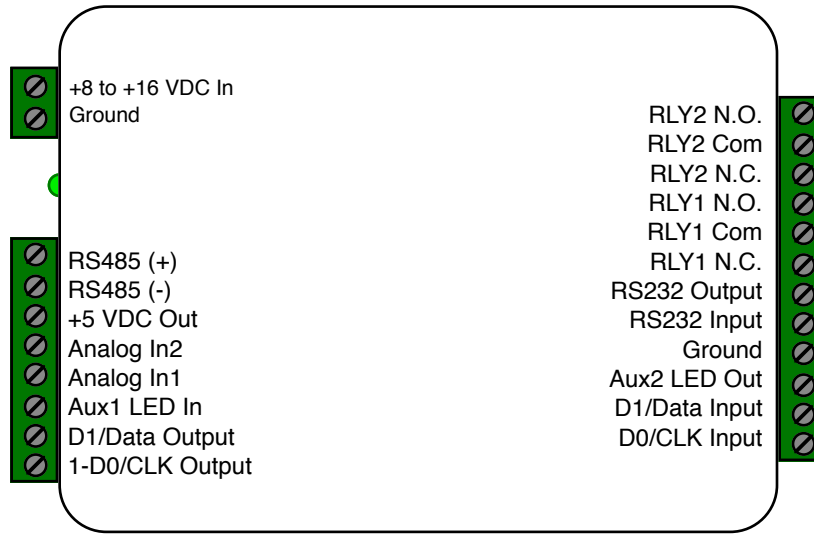 +8 to +16 VDC In
Ground
RS485 (+)
RS485 (-)
+5 VDC Out
Analog In2
Analog In1
Aux1 LED In
D1/Data Output
1-D0/CLK Output
RLY2 N.O.
RLY2 Com
RLY2 N.C.
RLY1 N.O.
RLY1 Com
RLY1 N.C.
RS232 Output
RS232 Input
Ground
Aux2 LED Out
D1/Data Input
D0/CLK Input